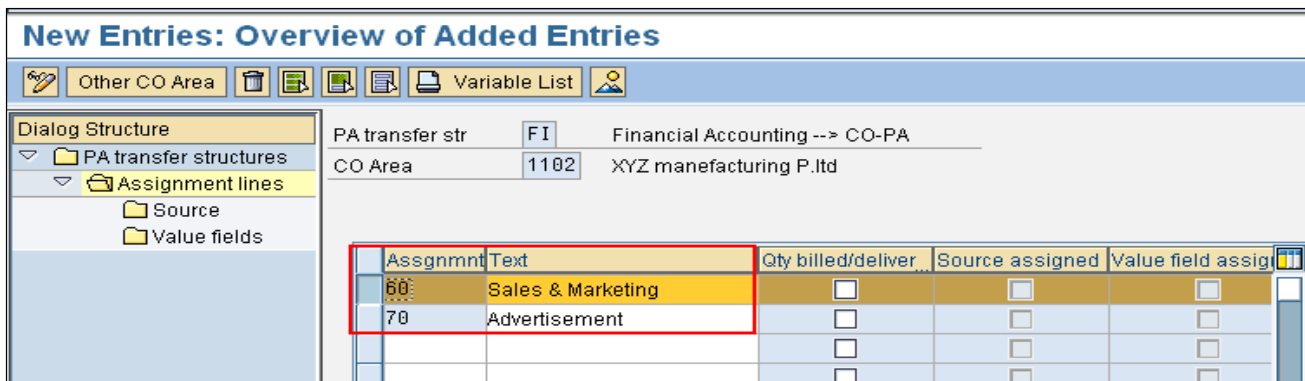 New Entries: Overview of Added Entries
Other CO Area Variable List
Dialog Structure
PA transfer structures
Assignment lines
Source
Value fields
PA transfer str FI Financial Accounting --> CO-PA
CO Area 1102 XYZ manefacturing P.ltd
Assgnmnt Text Qty billed/deliver... Source assigned Value field assig
60 Sales & Marketing
70 Advertisement